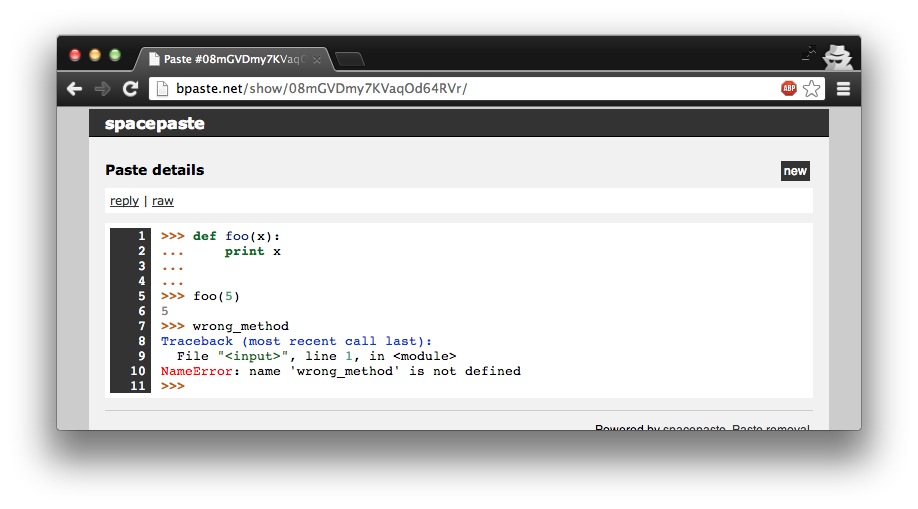 Paste #08mGVDmy7KVaqO
bpaste.net/show/08mGVDmy7KVaqOd64RVr/
ABP
spacepaste
Paste details
new
reply | raw
1 >>> def foo(x):
2 ...     print x
3 ...
4 ...
5 >>> foo(5)
6 5
7 >>> wrong_method
8 Traceback (most recent call last):
9   File "<input>", line 1, in <module>
10 NameError: name 'wrong_method' is not defined
11 >>>
Powered by spacepaste. Paste removal